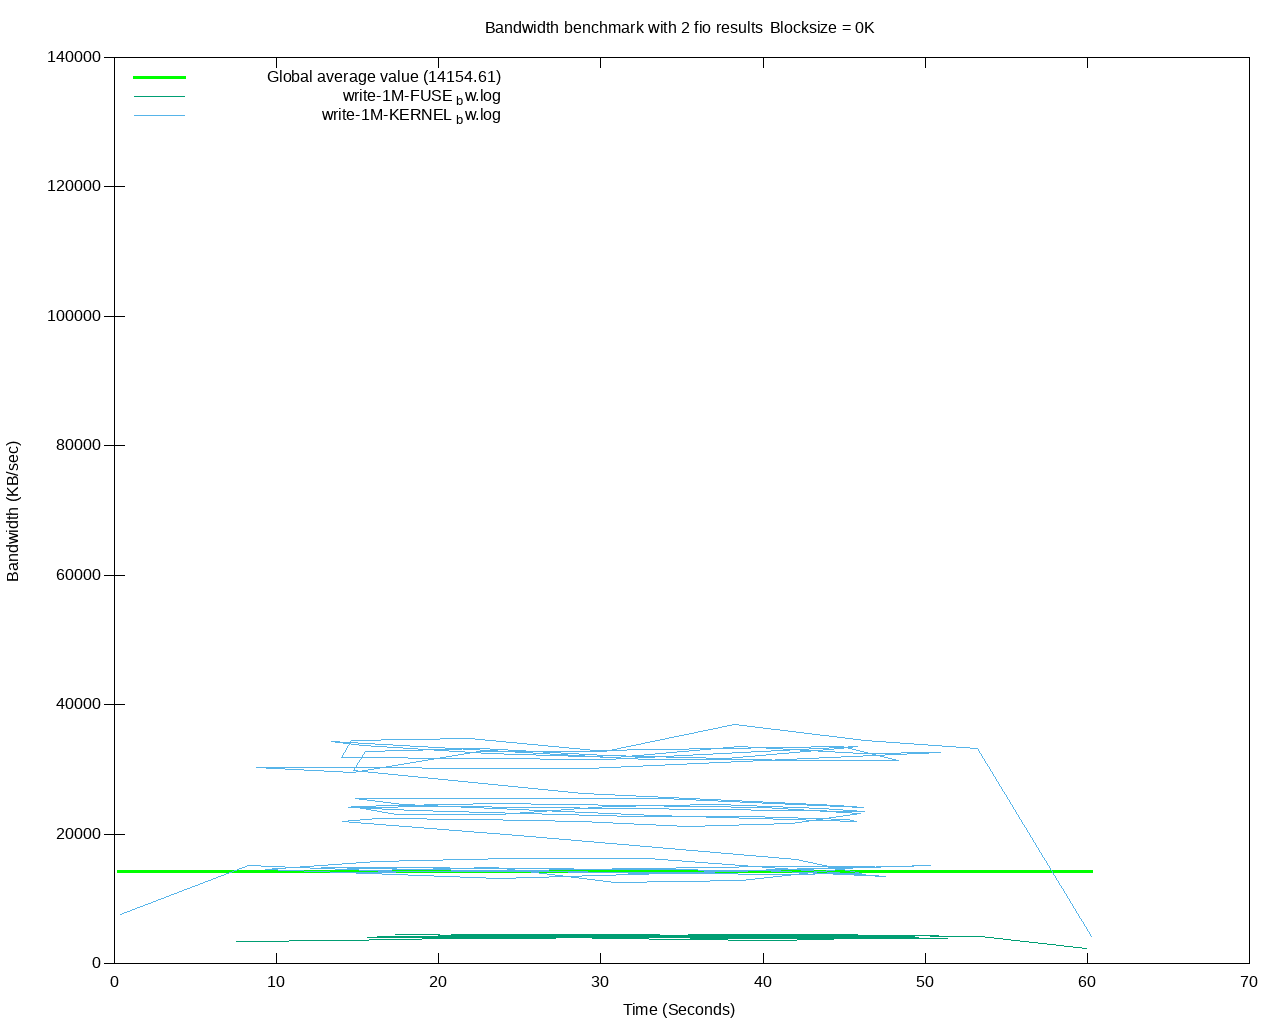 Bandwidth benchmark with 2 fio results Blocksize = 0K
140000
120000
100000
80000
60000
40000
20000
0
Bandwidth (KB/sec)
Global average value (14154.61)
write-1M-FUSE bw.log
write-1M-KERNEL bw.log
0 10 20 30 40 50 60 70
Time (Seconds)